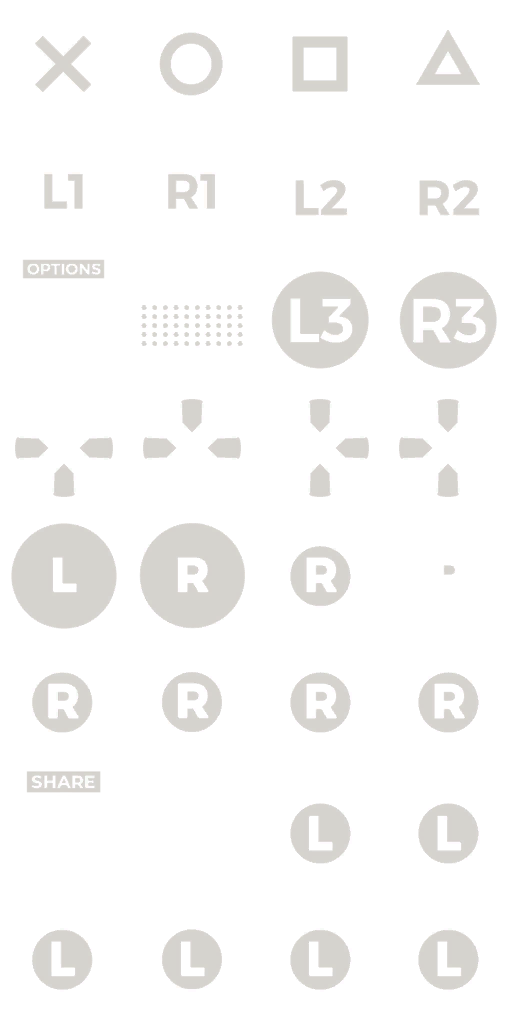 L1 R1 L2 R2
OPTIONS
L3 R3
L R R
R R R R
SHARE
L L
L L L L